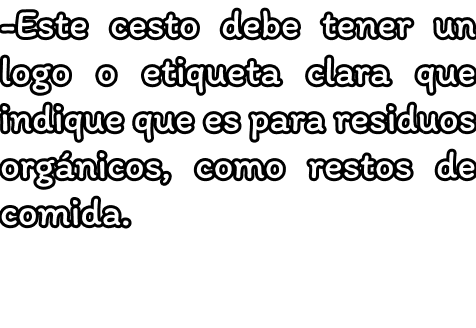 -Este cesto debe tener un
logo o etiqueta clara que
indique que es para residuos
orgánicos, como restos de
comida.